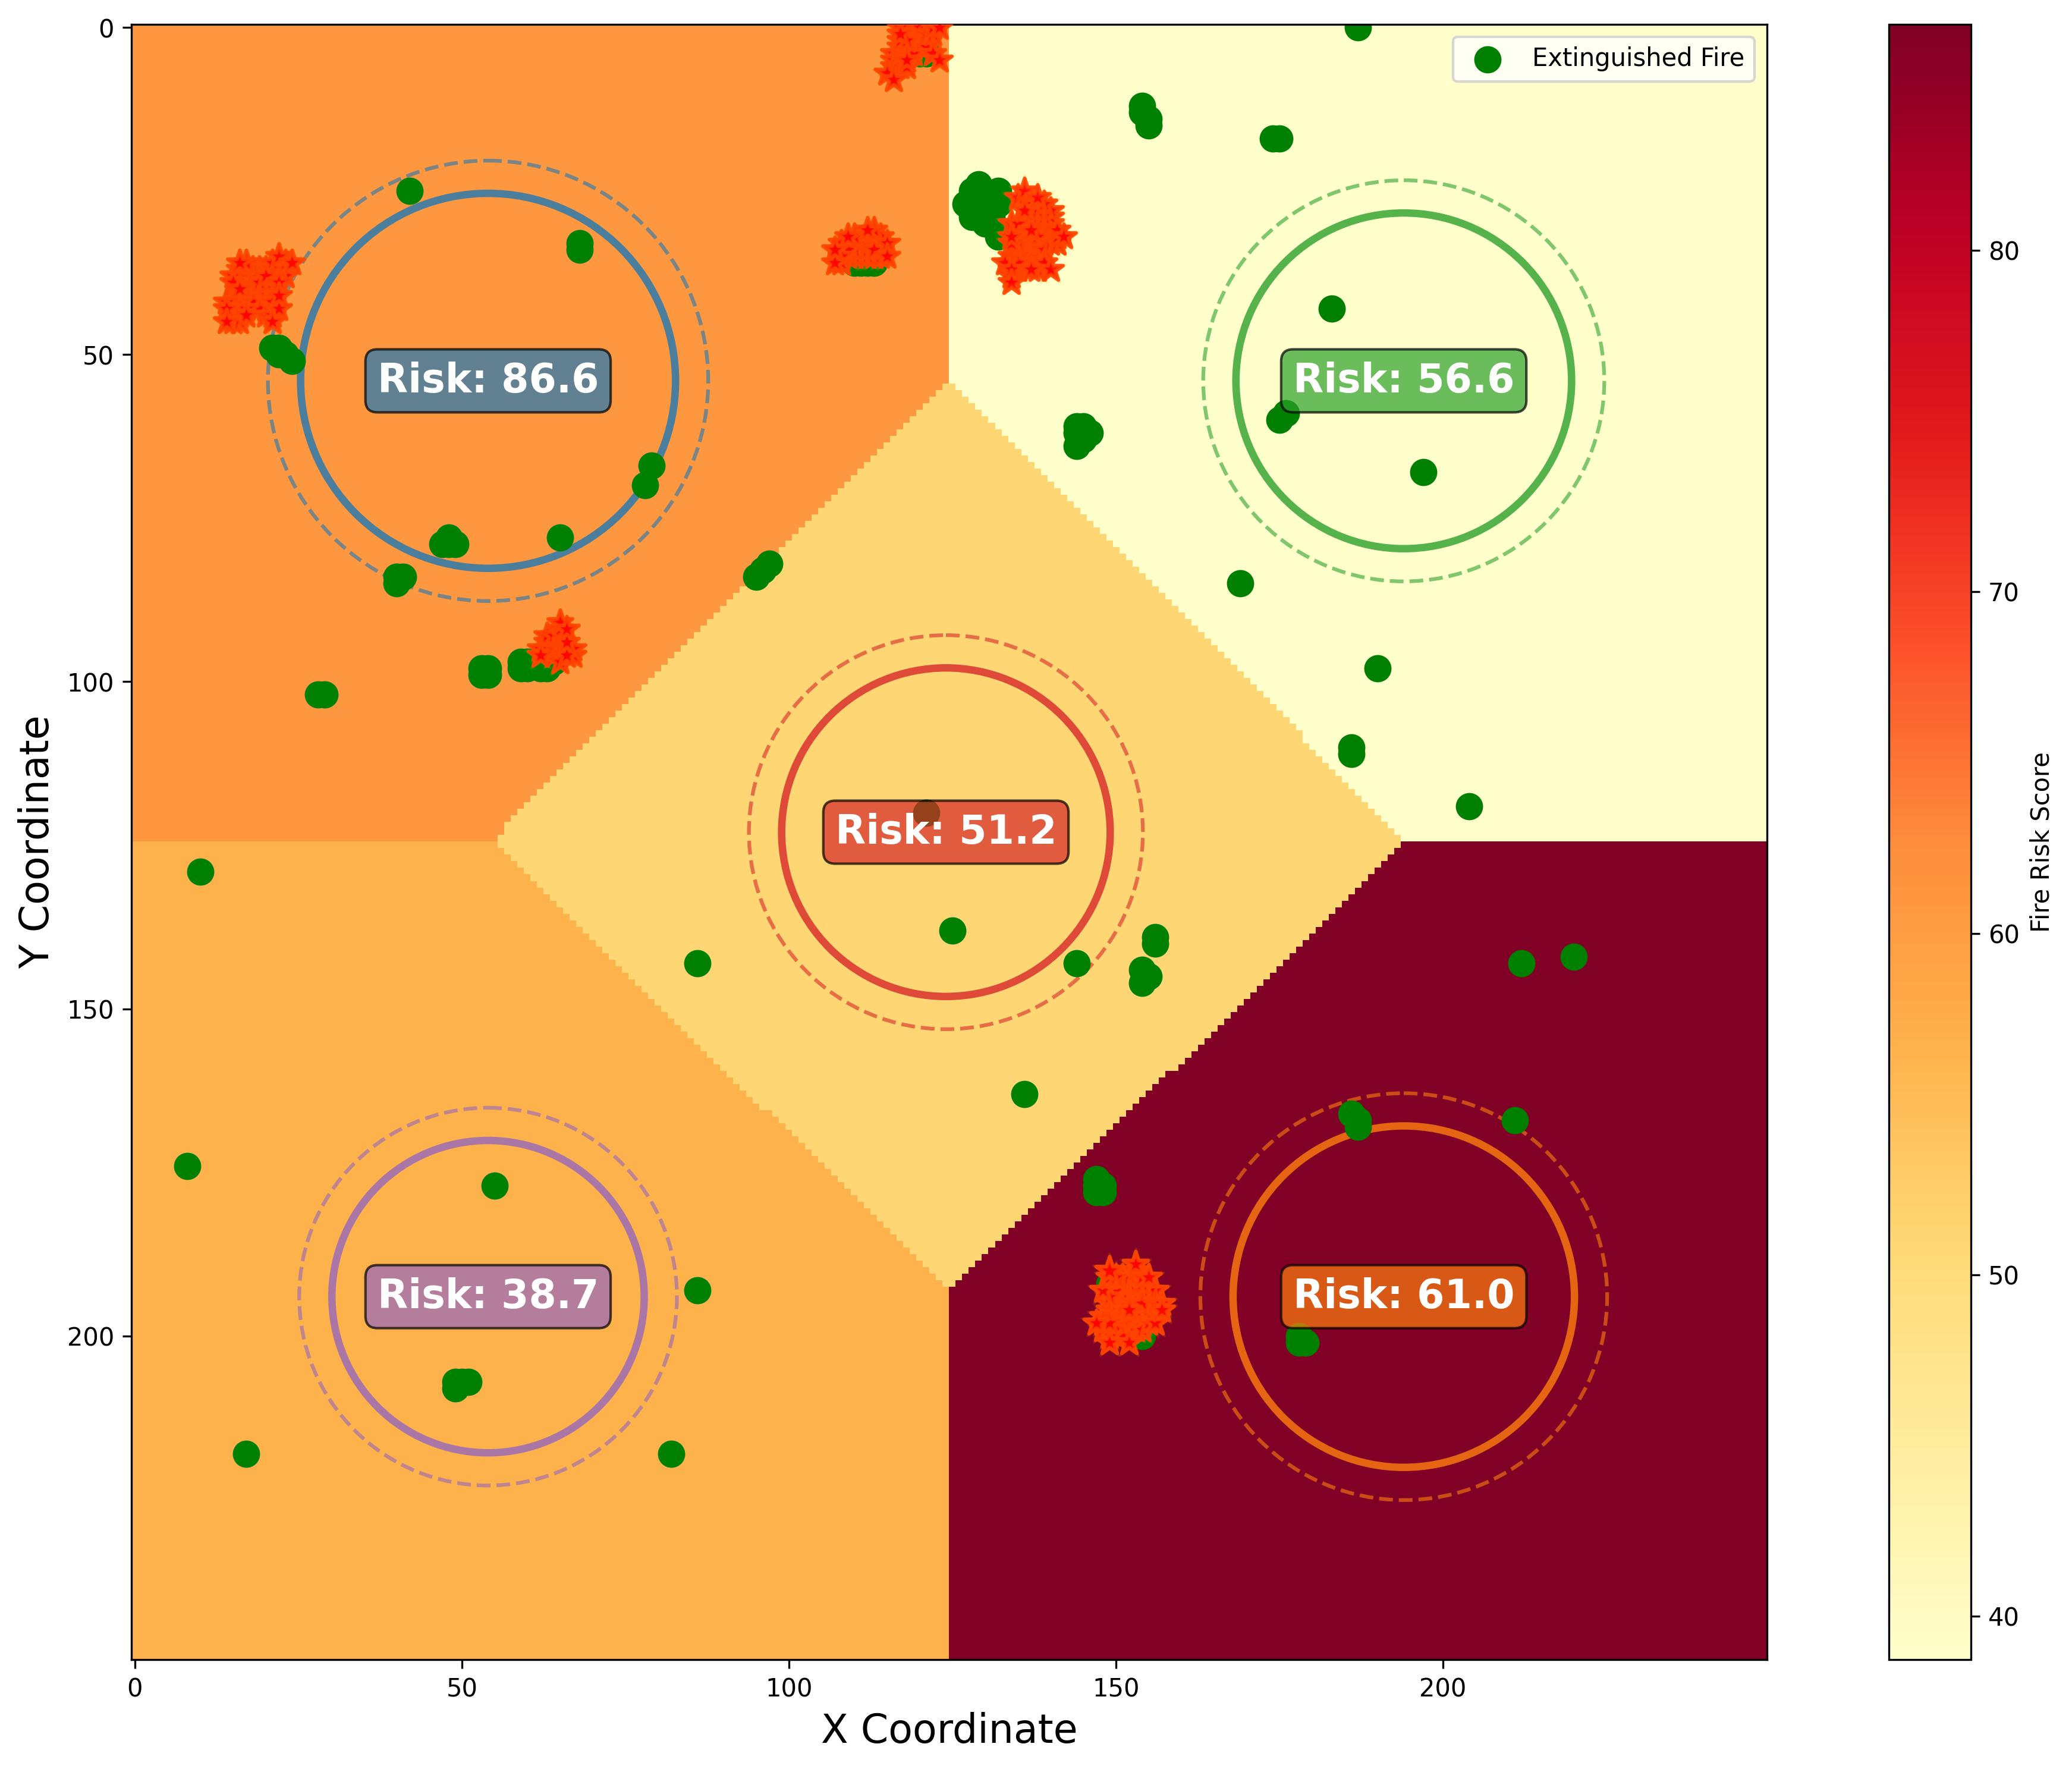 Extinguished Fire
Risk: 86.6
Risk: 56.6
Risk: 51.2
Risk: 38.7
Risk: 61.0
0
50
100
150
200
Y Coordinate
0
50
100
150
200
X Coordinate
80
70
60
50
40
Fire Risk Score